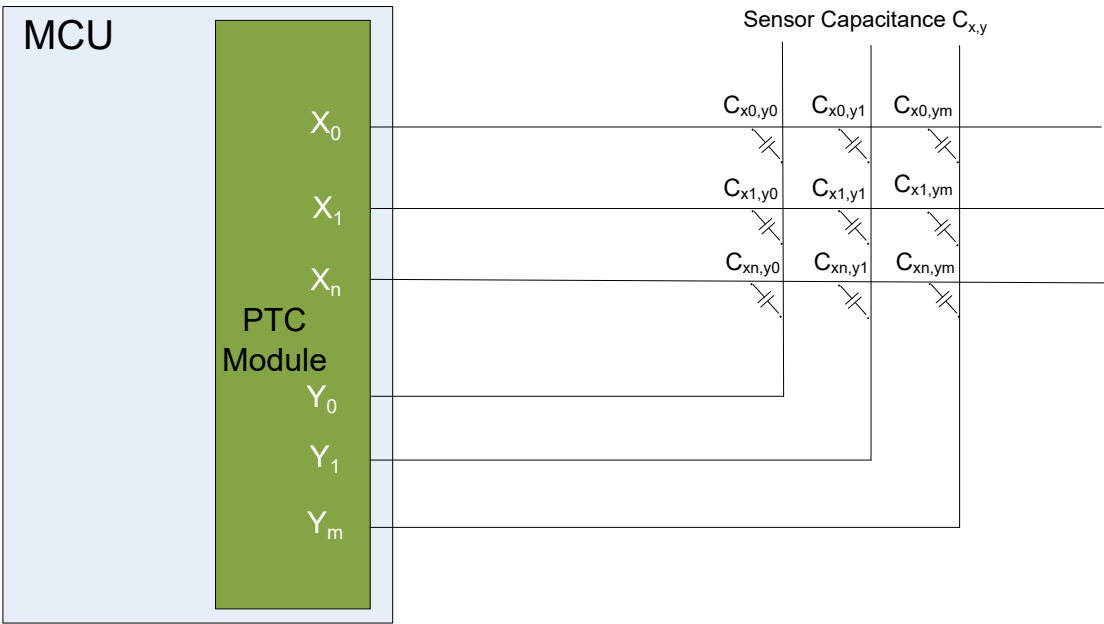 MCU
Sensor Capacitance Cx,y
Cx0,y0 Cx0,y1 Cx0,ym
X0
Cx1,y0 Cx1,y1 Cx1,ym
X1
Cxn,y0 Cxn,y1 Cxn,ym
Xn
PTC
Module
Y0
Y1
Ym